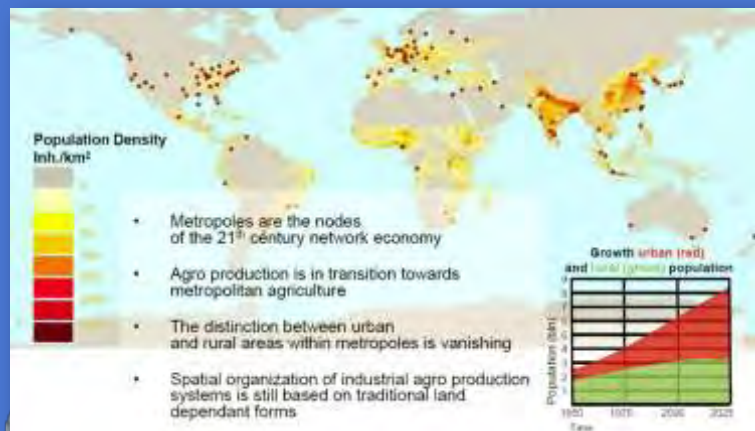 Population Density
Inh./km²
• Metropoles are the nodes
of the 21th century network economy
• Agro production is in transition towards
metropolitan agriculture
• The distinction between urban
and rural areas within metropoles is vanishing
• Spatial organization of industrial agro production
systems is still based on traditional land
dependant forms
Growth urban (red)
and rural (green) population
Population (bln)
1950 1975 2000 2025
Time